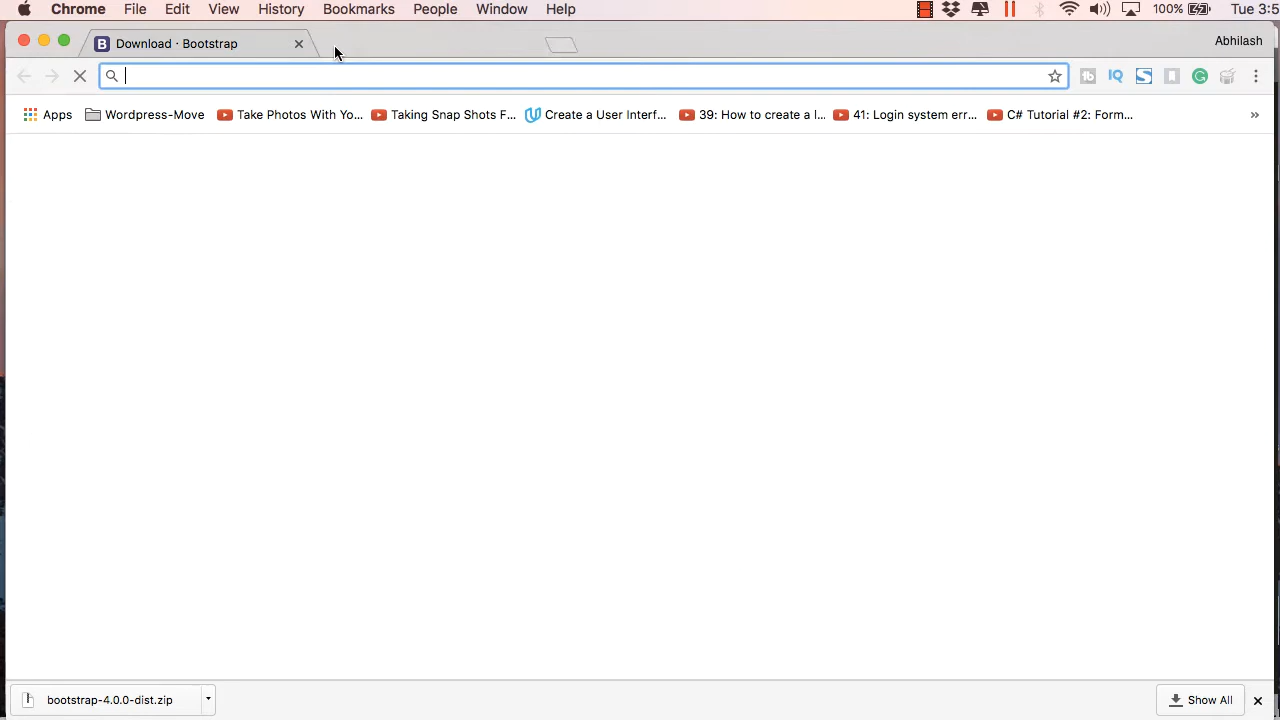 Chrome File Edit View History Bookmarks People Window Help 100% Tue 3:5
B Download · Bootstrap Abhilash
Apps Wordpress-Move Take Photos With Yo... Taking Snap Shots F... Create a User Interf... 39: How to create a l... 41: Login system err... C# Tutorial #2: Form... »
bootstrap-4.0.0-dist.zip Show All